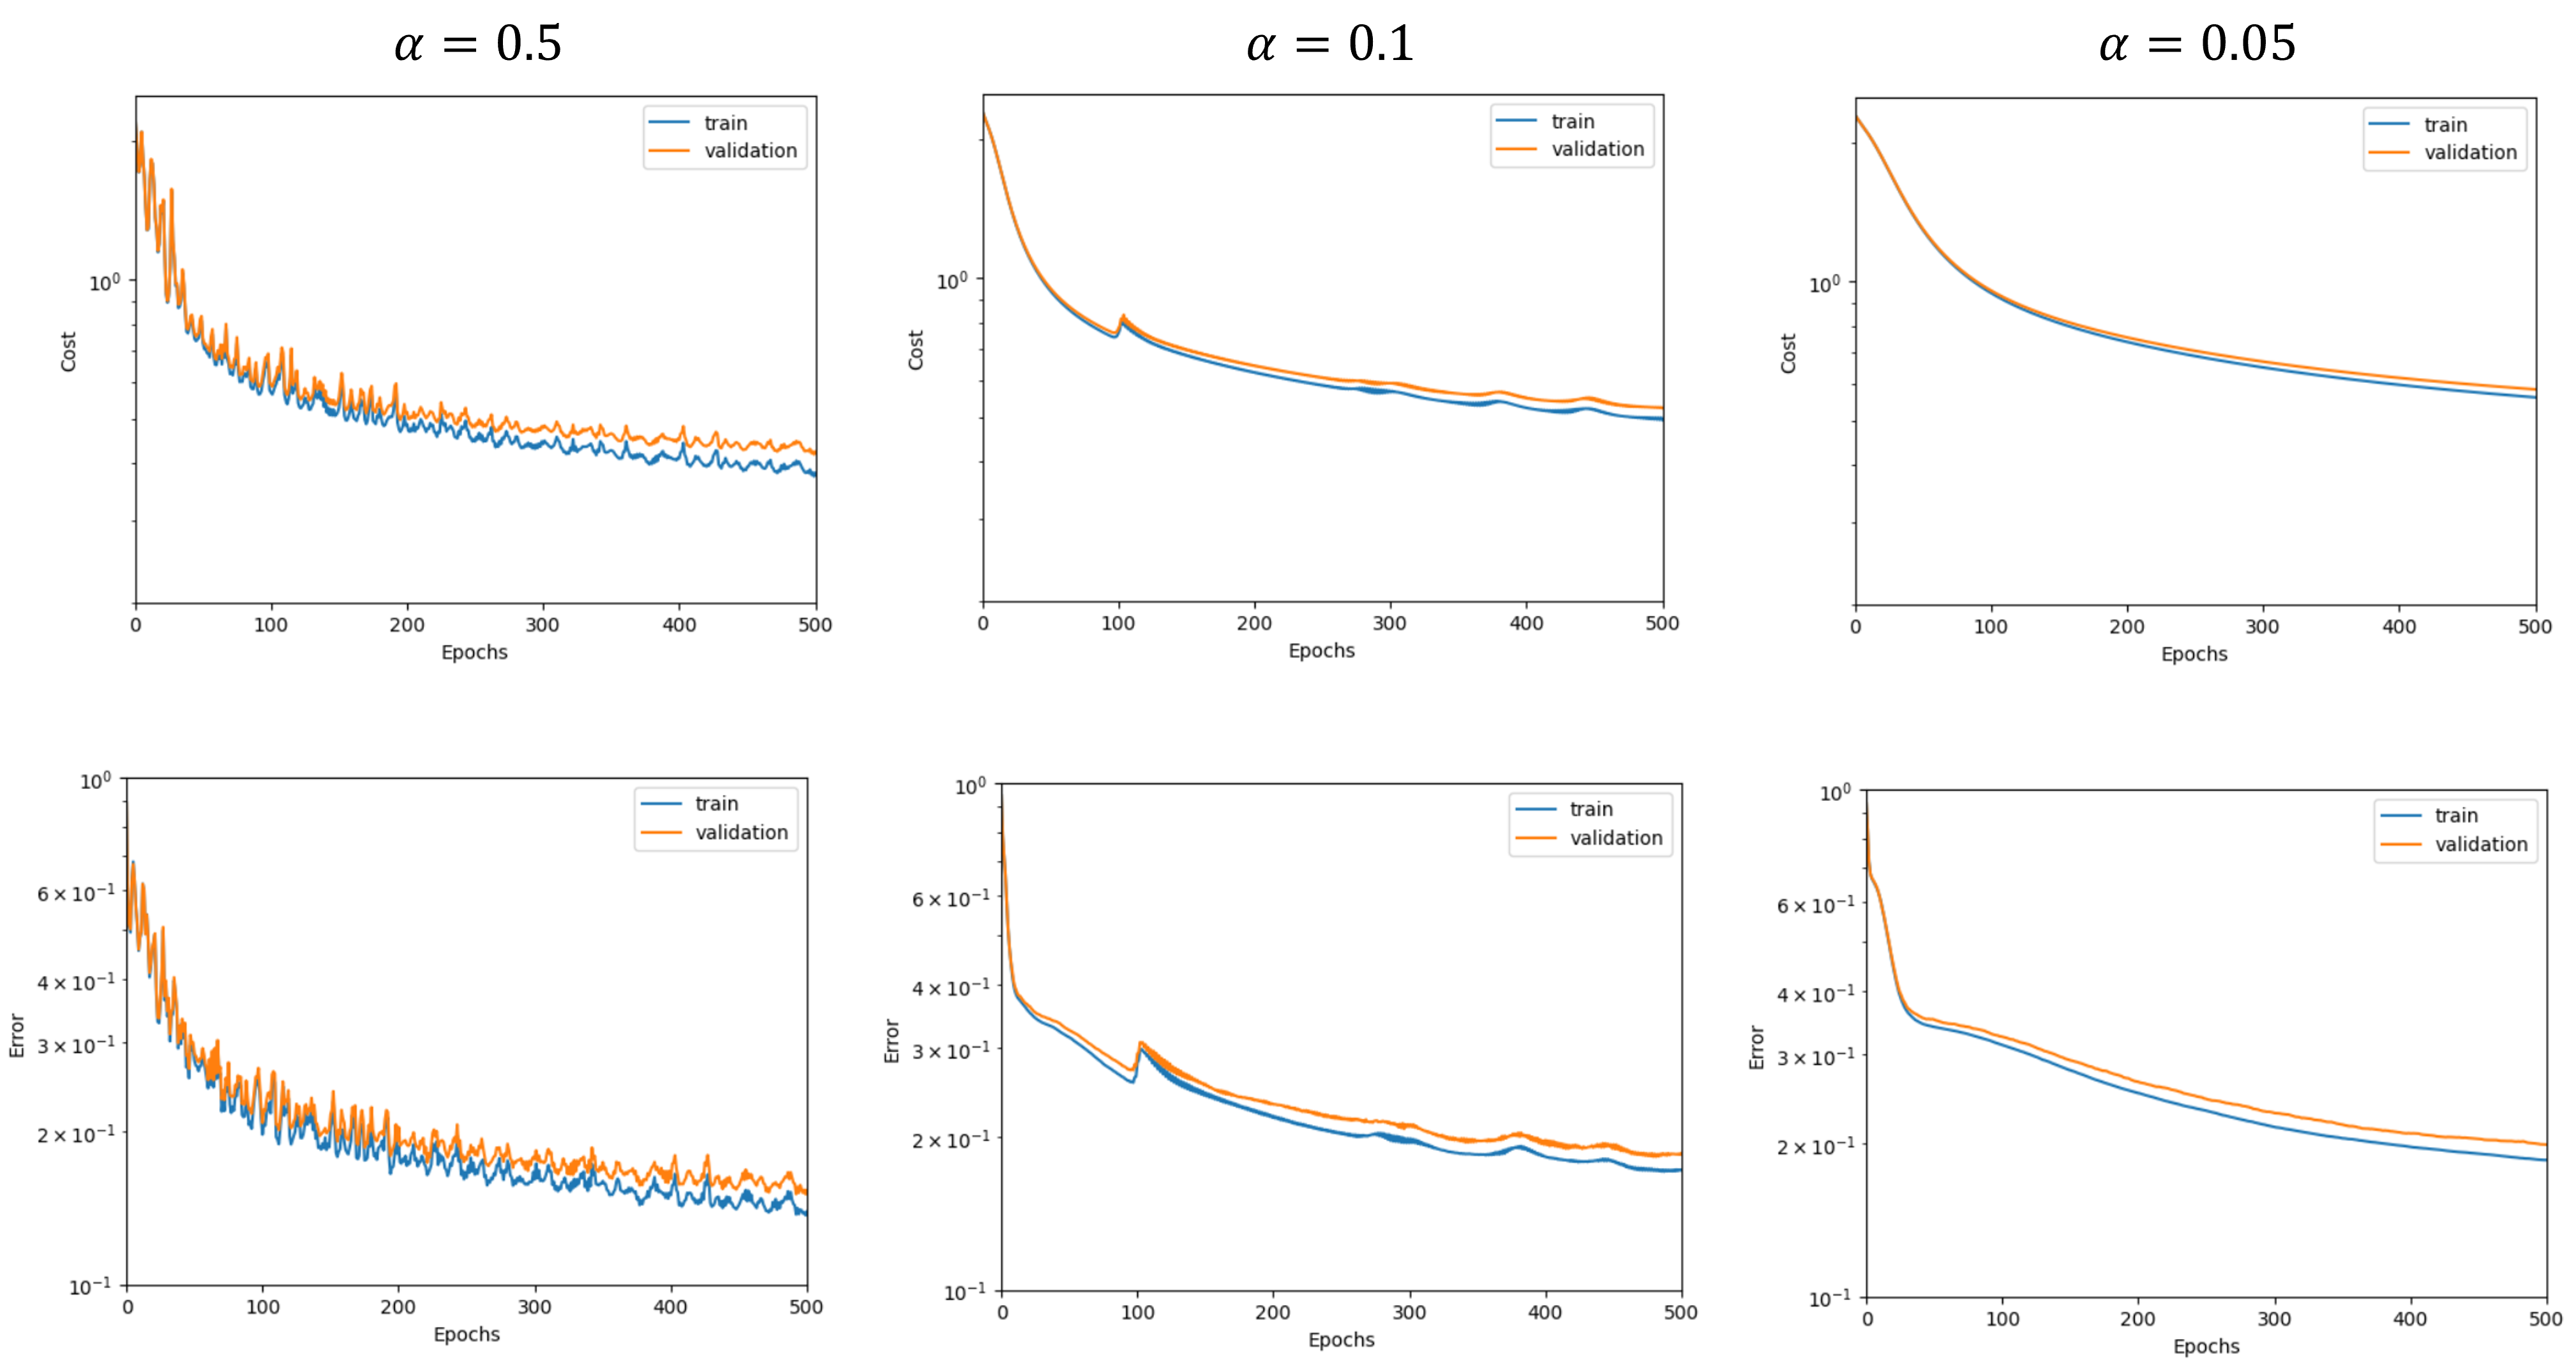 α = 0.5
α = 0.1
α = 0.05
train
validation
10⁰
Cost
0 100 200 300 400 500
Epochs
train
validation
10⁰
Cost
0 100 200 300 400 500
Epochs
train
validation
10⁰
Cost
0 100 200 300 400 500
Epochs
10⁰
train
validation
6 × 10⁻¹
4 × 10⁻¹
3 × 10⁻¹
Error
2 × 10⁻¹
10⁻¹
0 100 200 300 400 500
Epochs
10⁰
train
validation
6 × 10⁻¹
4 × 10⁻¹
3 × 10⁻¹
Error
2 × 10⁻¹
10⁻¹
0 100 200 300 400 500
Epochs
10⁰
train
validation
6 × 10⁻¹
4 × 10⁻¹
3 × 10⁻¹
Error
2 × 10⁻¹
10⁻¹
0 100 200 300 400 500
Epochs